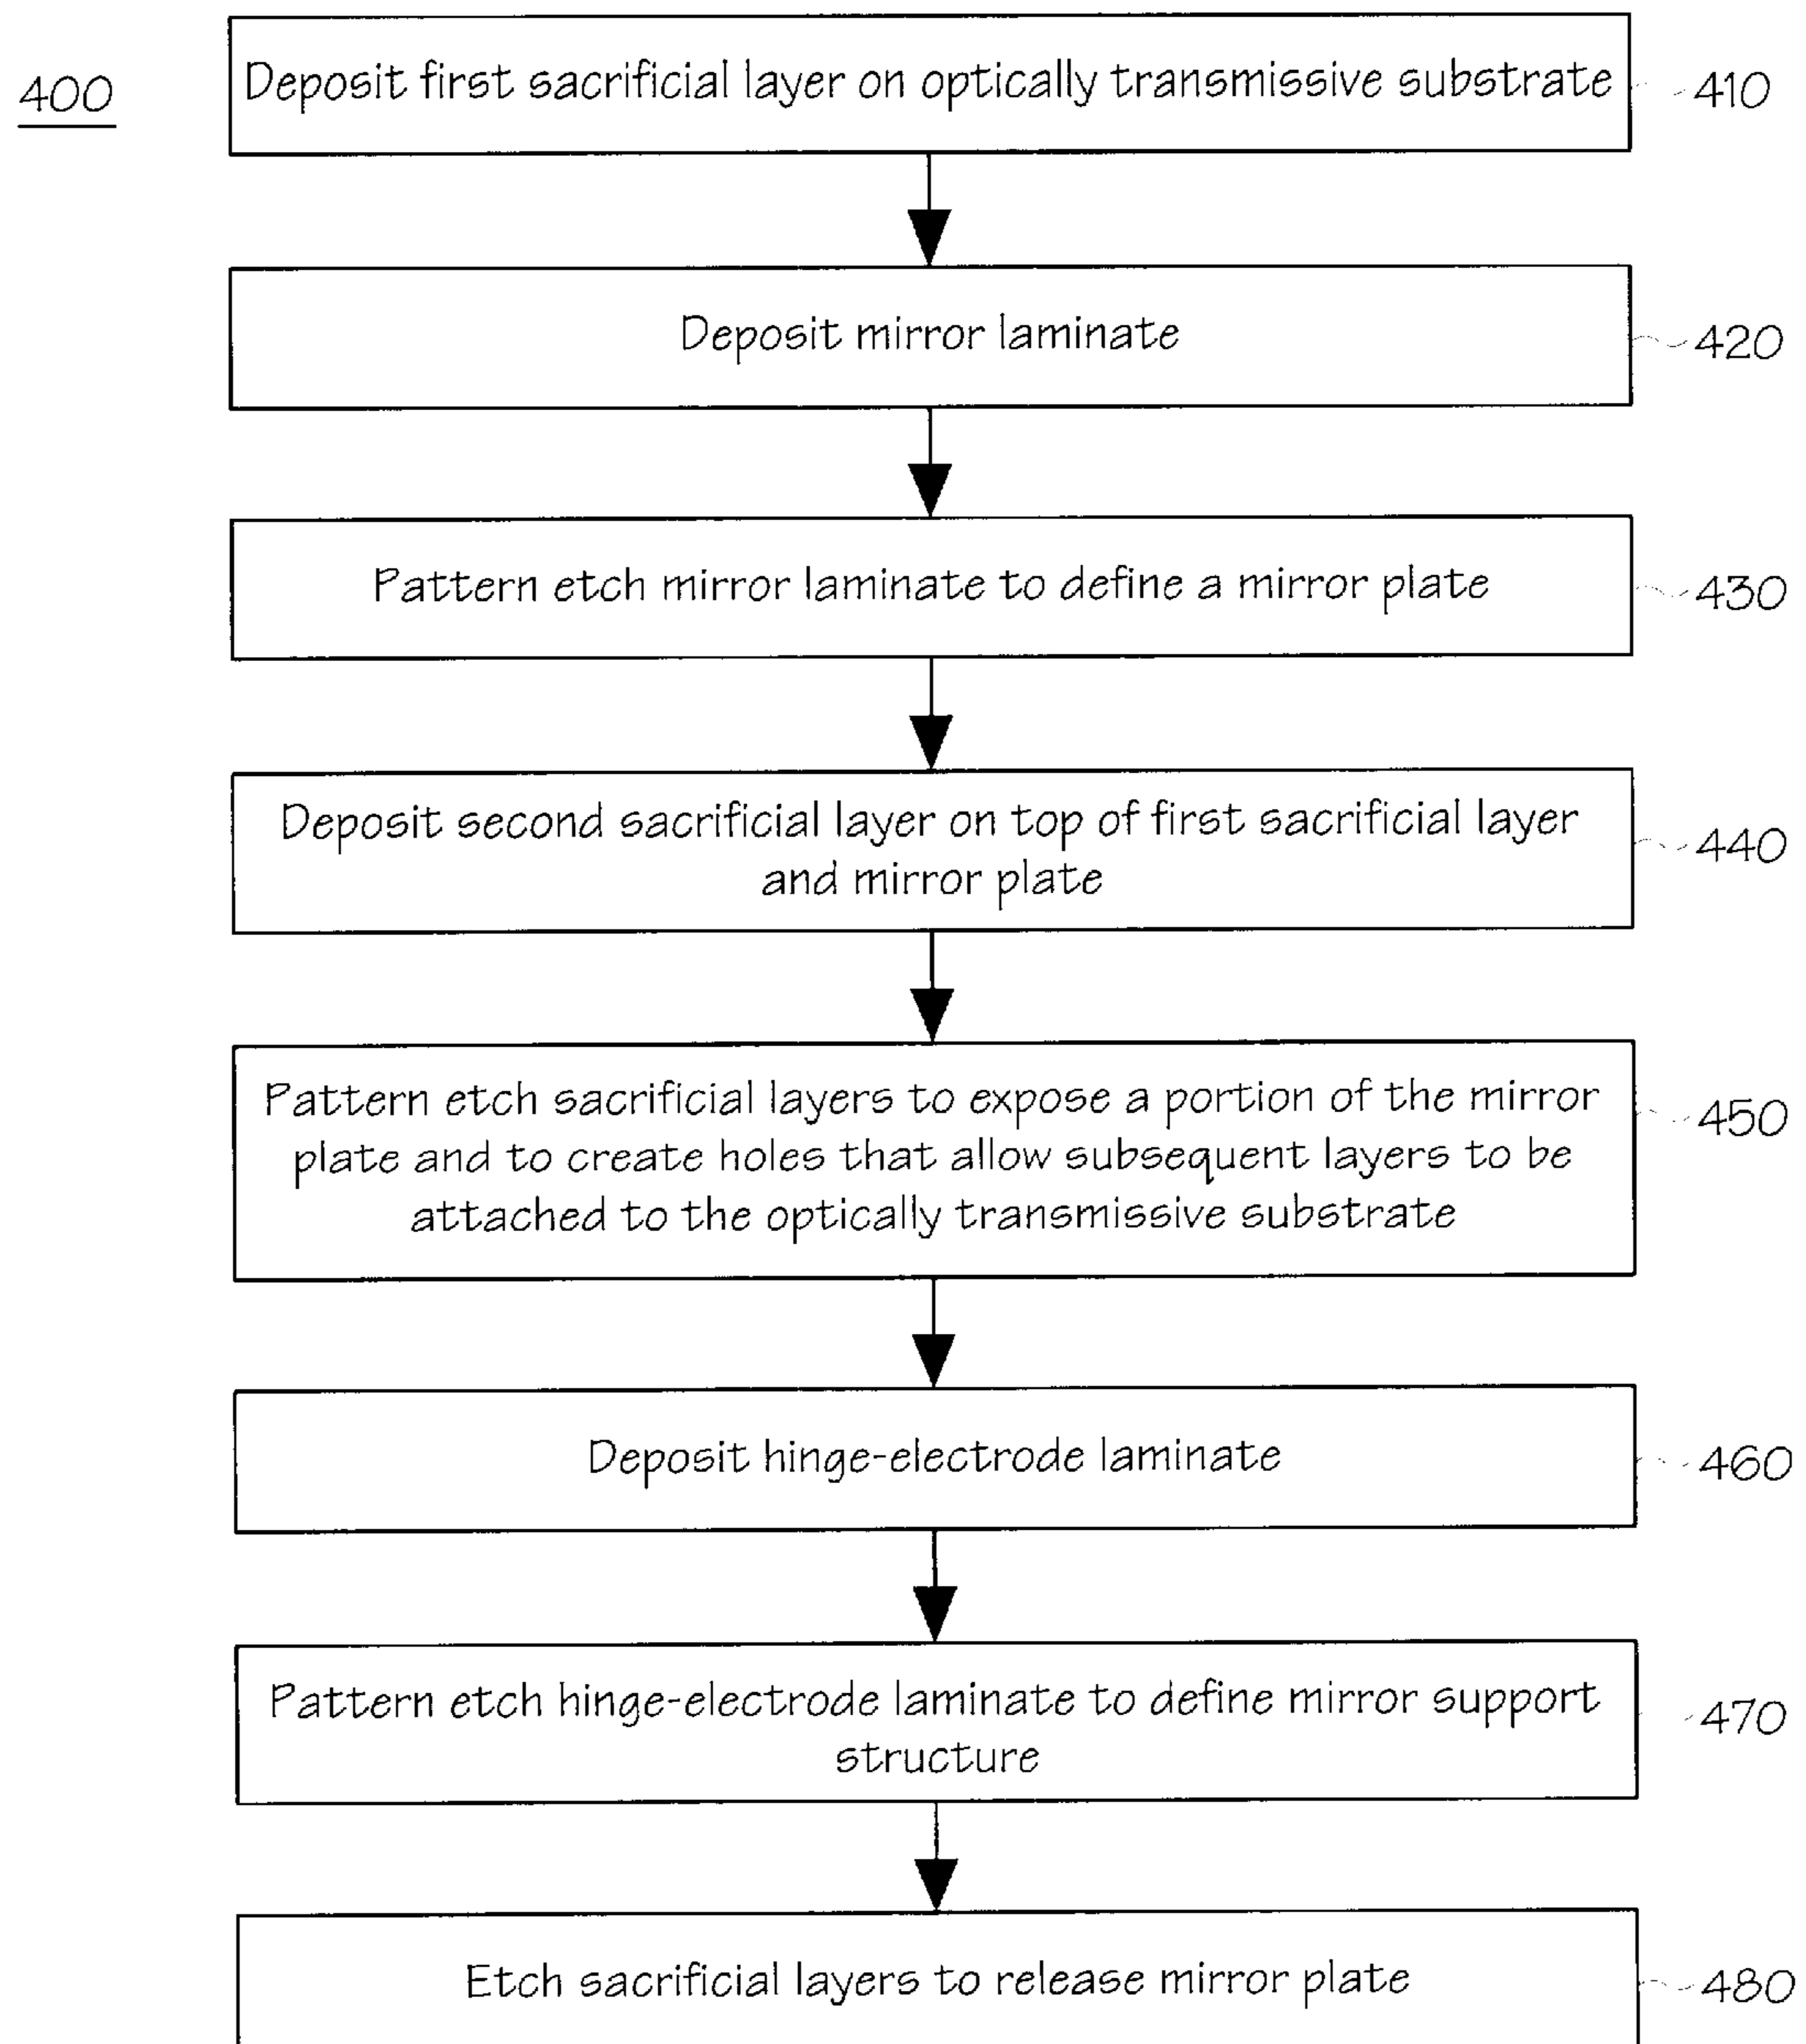 400
Deposit first sacrificial layer on optically transmissive substrate
410
Deposit mirror laminate
420
Pattern etch mirror laminate to define a mirror plate
430
Deposit second sacrificial layer on top of first sacrificial layer
and mirror plate
440
Pattern etch sacrificial layers to expose a portion of the mirror
plate and to create holes that allow subsequent layers to be
attached to the optically transmissive substrate
450
Deposit hinge-electrode laminate
460
Pattern etch hinge-electrode laminate to define mirror support
structure
470
Etch sacrificial layers to release mirror plate
480